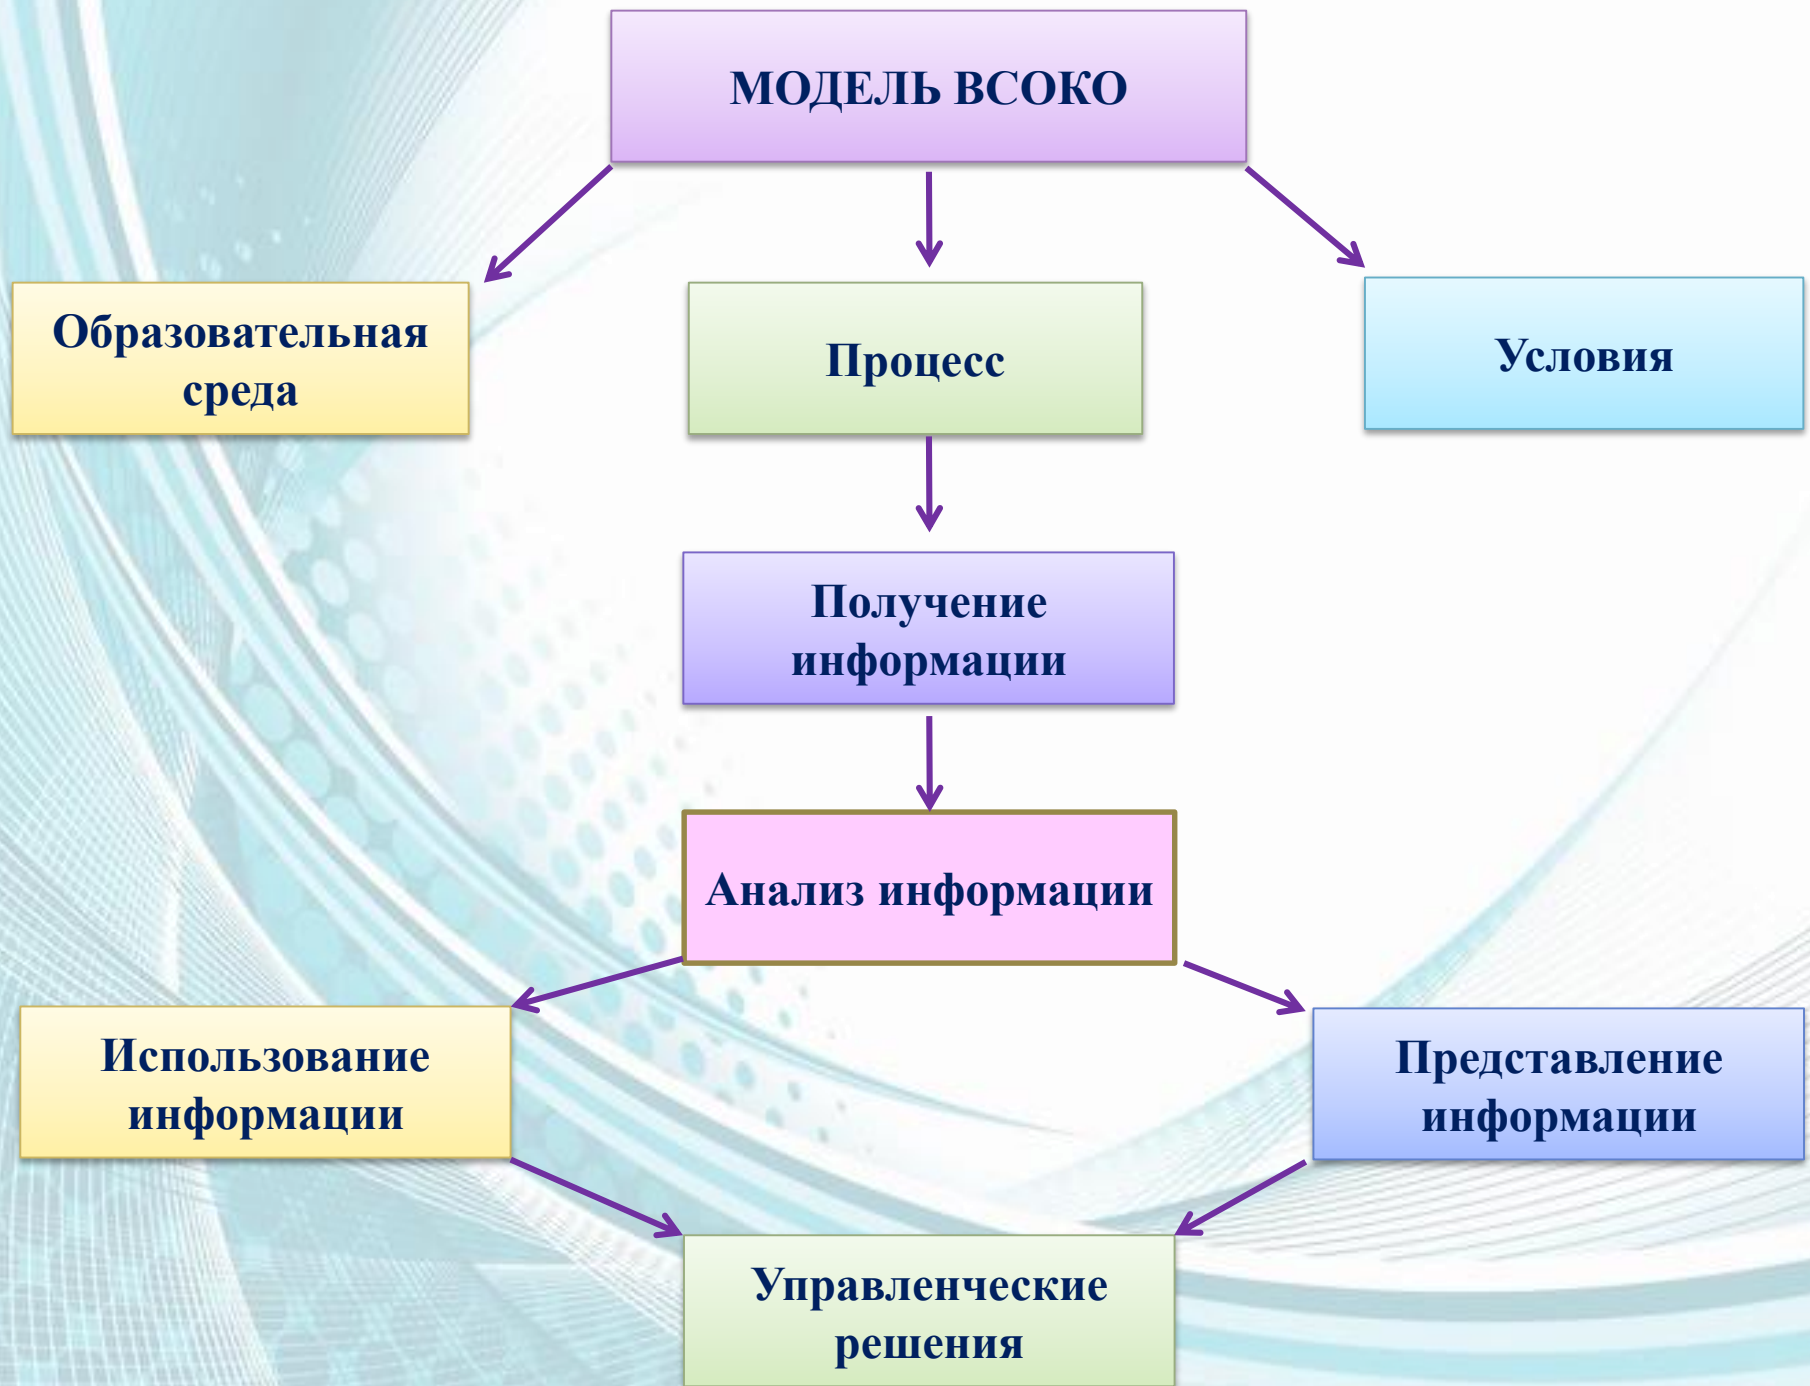 МОДЕЛЬ ВСОКО
Образовательная
среда
Процесс
Условия
Получение
информации
Анализ информации
Использование
информации
Представление
информации
Управленческие
решения